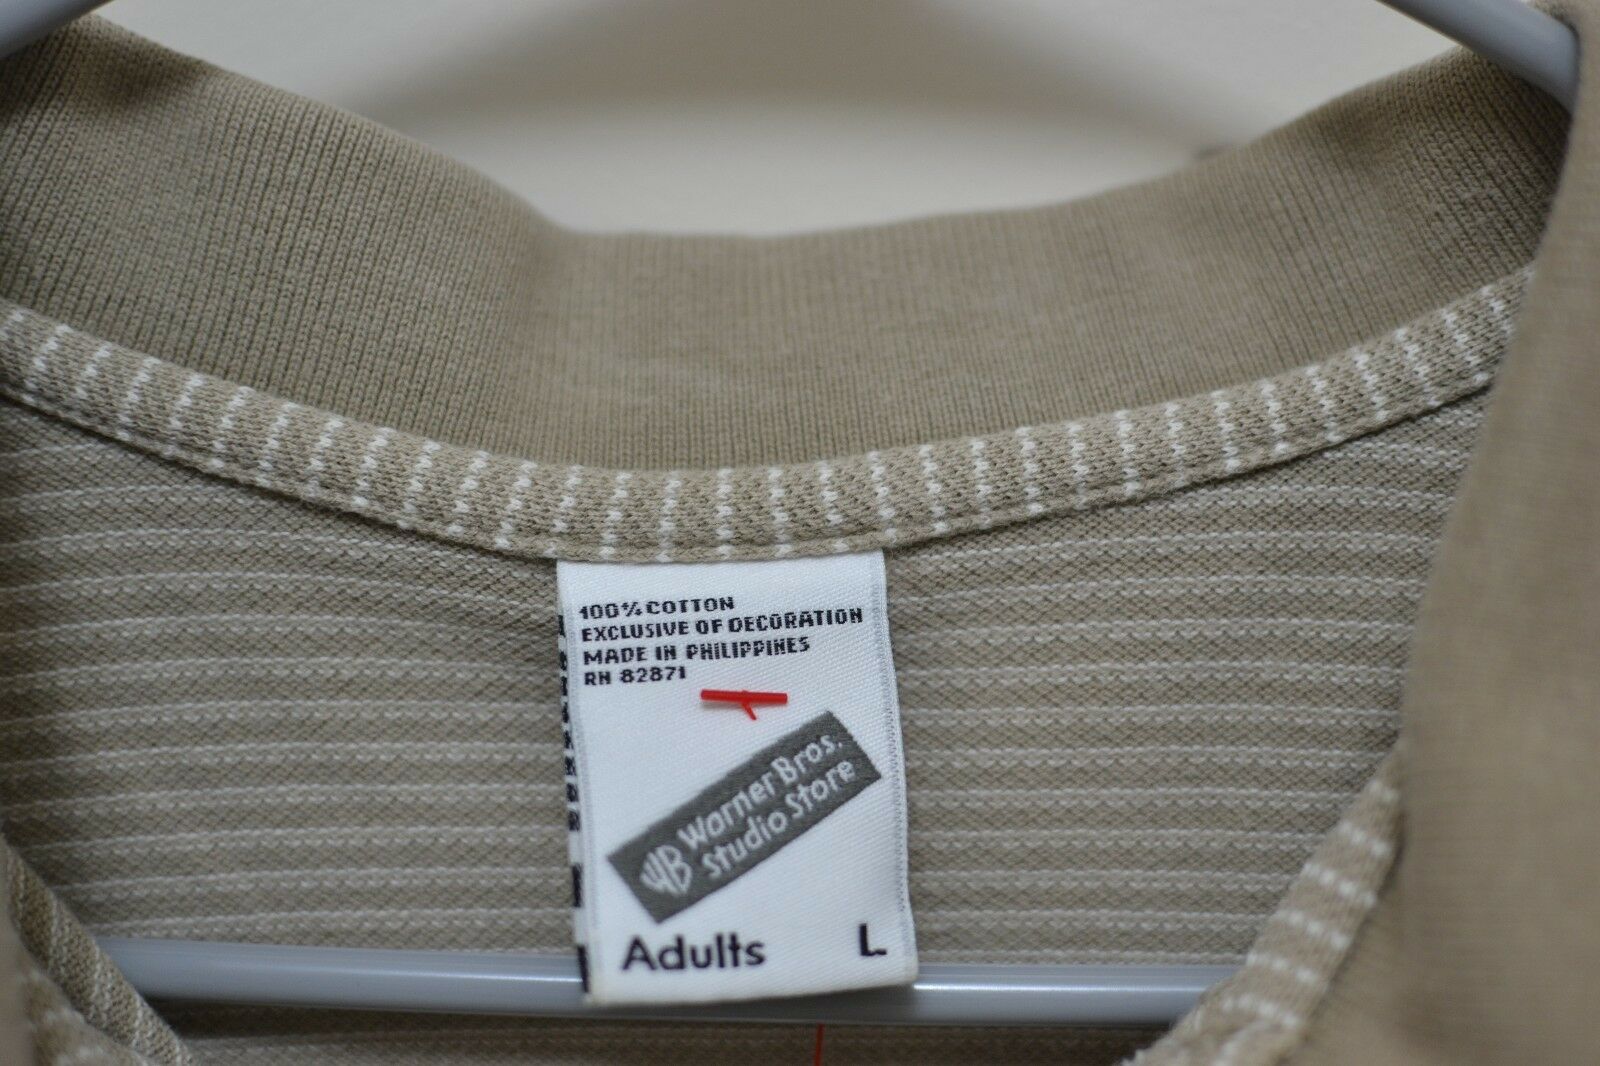 100% COTTON
EXCLUSIVE OF DECORATION
MADE IN PHILIPPINES
RN 82871
WB Warner Bros.
Studio Store
Adults L